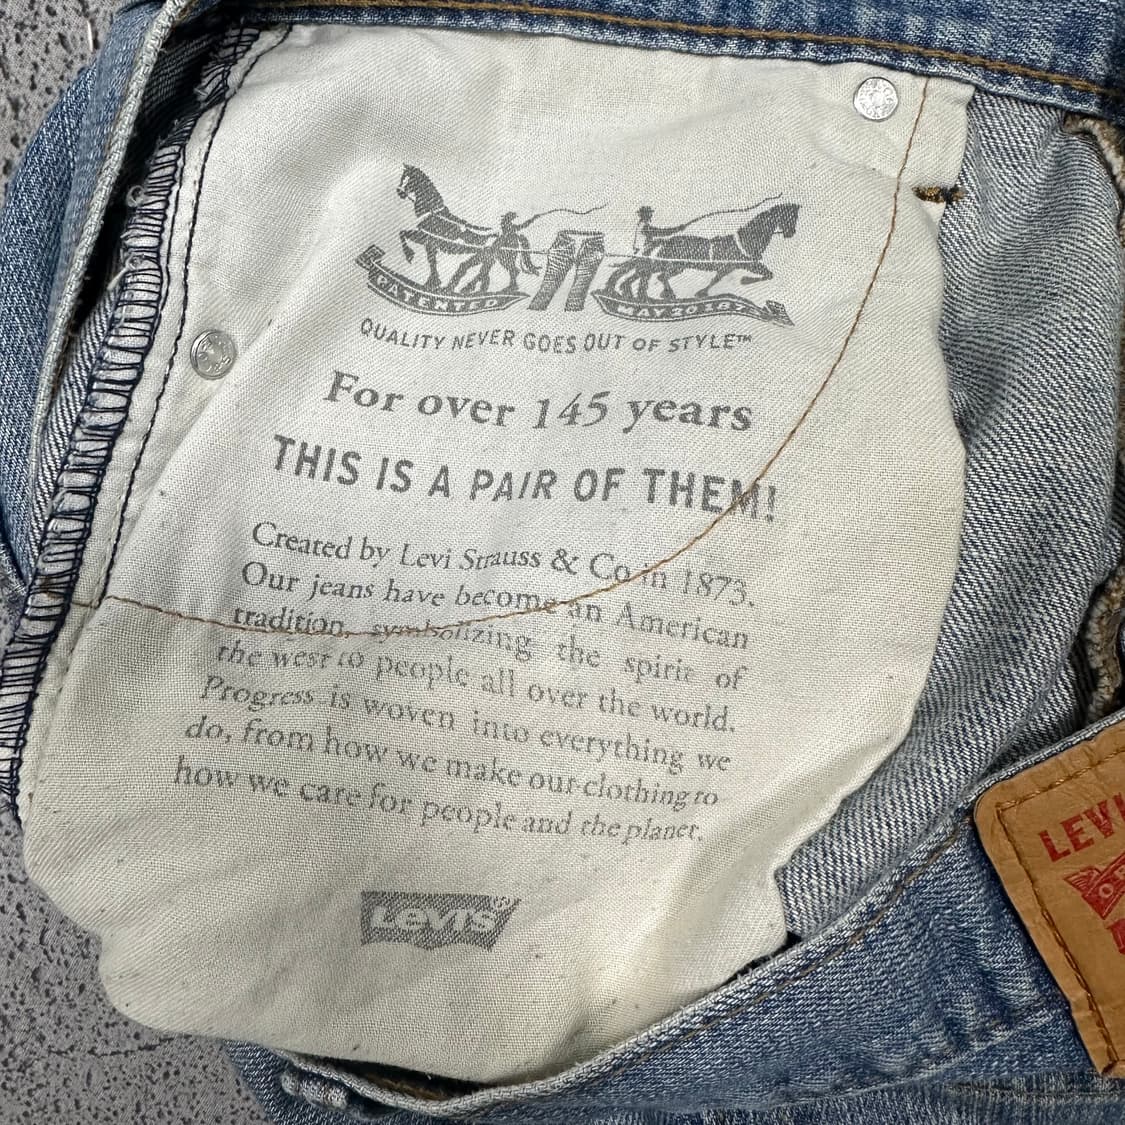 PATENTED
MAY 20 1873
QUALITY NEVER GOES OUT OF STYLE™
For over 145 years
THIS IS A PAIR OF THEM!
Created by Levi Strauss & Co in 1873.
Our jeans have become an American
tradition, symbolizing the spirit of
the west to people all over the world.
Progress is woven into everything we
do, from how we make our clothing to
how we care for people and the planet.
LEVI'S®
LEVI